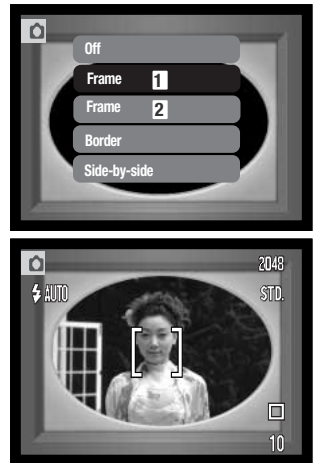 Off
Frame 1
Frame 2
Border
Side-by-side
2048
AUTO STD.
10